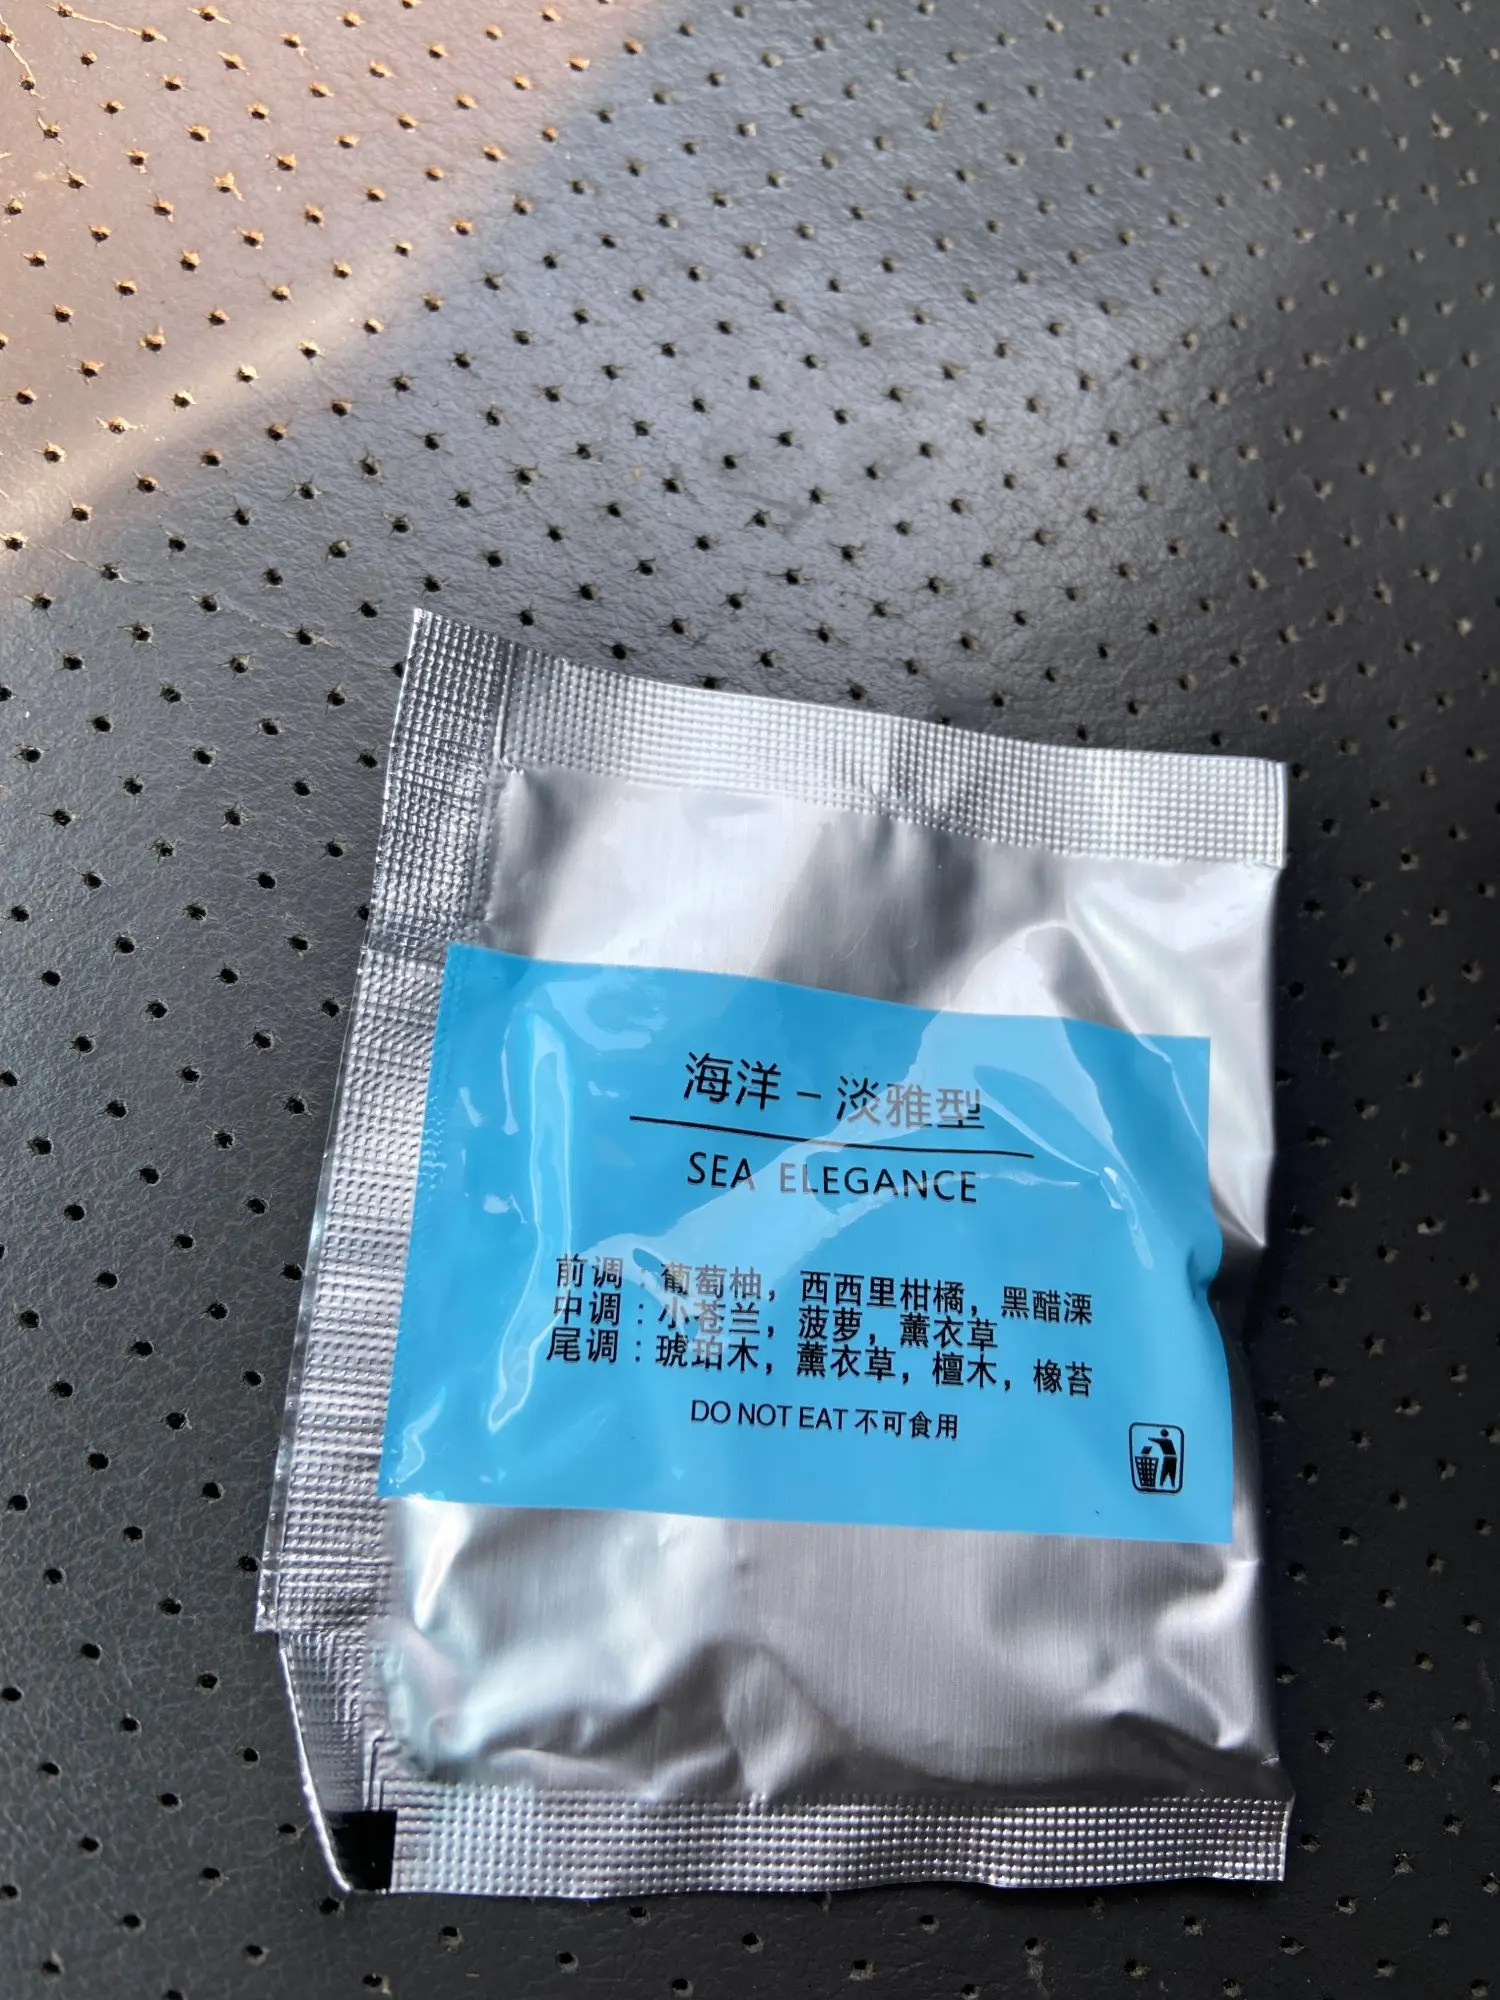 海洋-淡雅型
SEA ELEGANCE
前调：葡萄柚，西西里柑橘，黑醋溧
中调：小苍兰，菠萝，薰衣草
尾调：琥珀木，薰衣草，檀木，橡苔
DO NOT EAT 不可食用